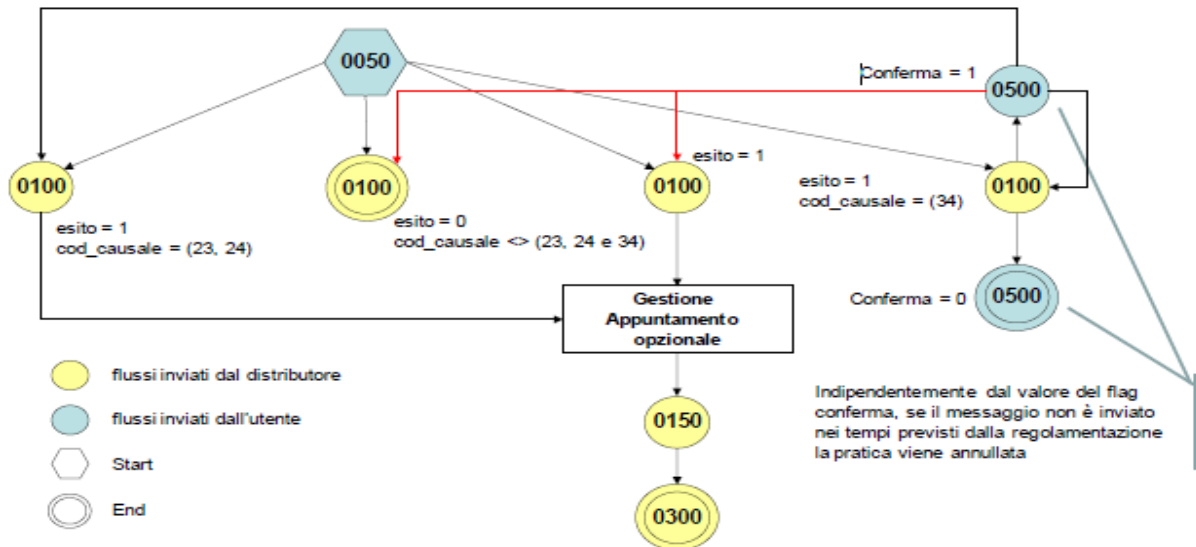 0050
Conferma = 1
0500
0100
esito = 1
cod_causale = (23, 24)
0100
esito = 0
cod_causale <> (23, 24 e 34)
esito = 1
0100
esito = 1
cod_causale = (34)
0100
Gestione
Appuntamento
opzionale
Conferma = 0
0500
flussi inviati dal distributore
flussi inviati dall'utente
Start
End
0150
0300
Indipendentemente dal valore del flag
conferma, se il messaggio non è inviato
nei tempi previsti dalla regolamentazione
la pratica viene annullata